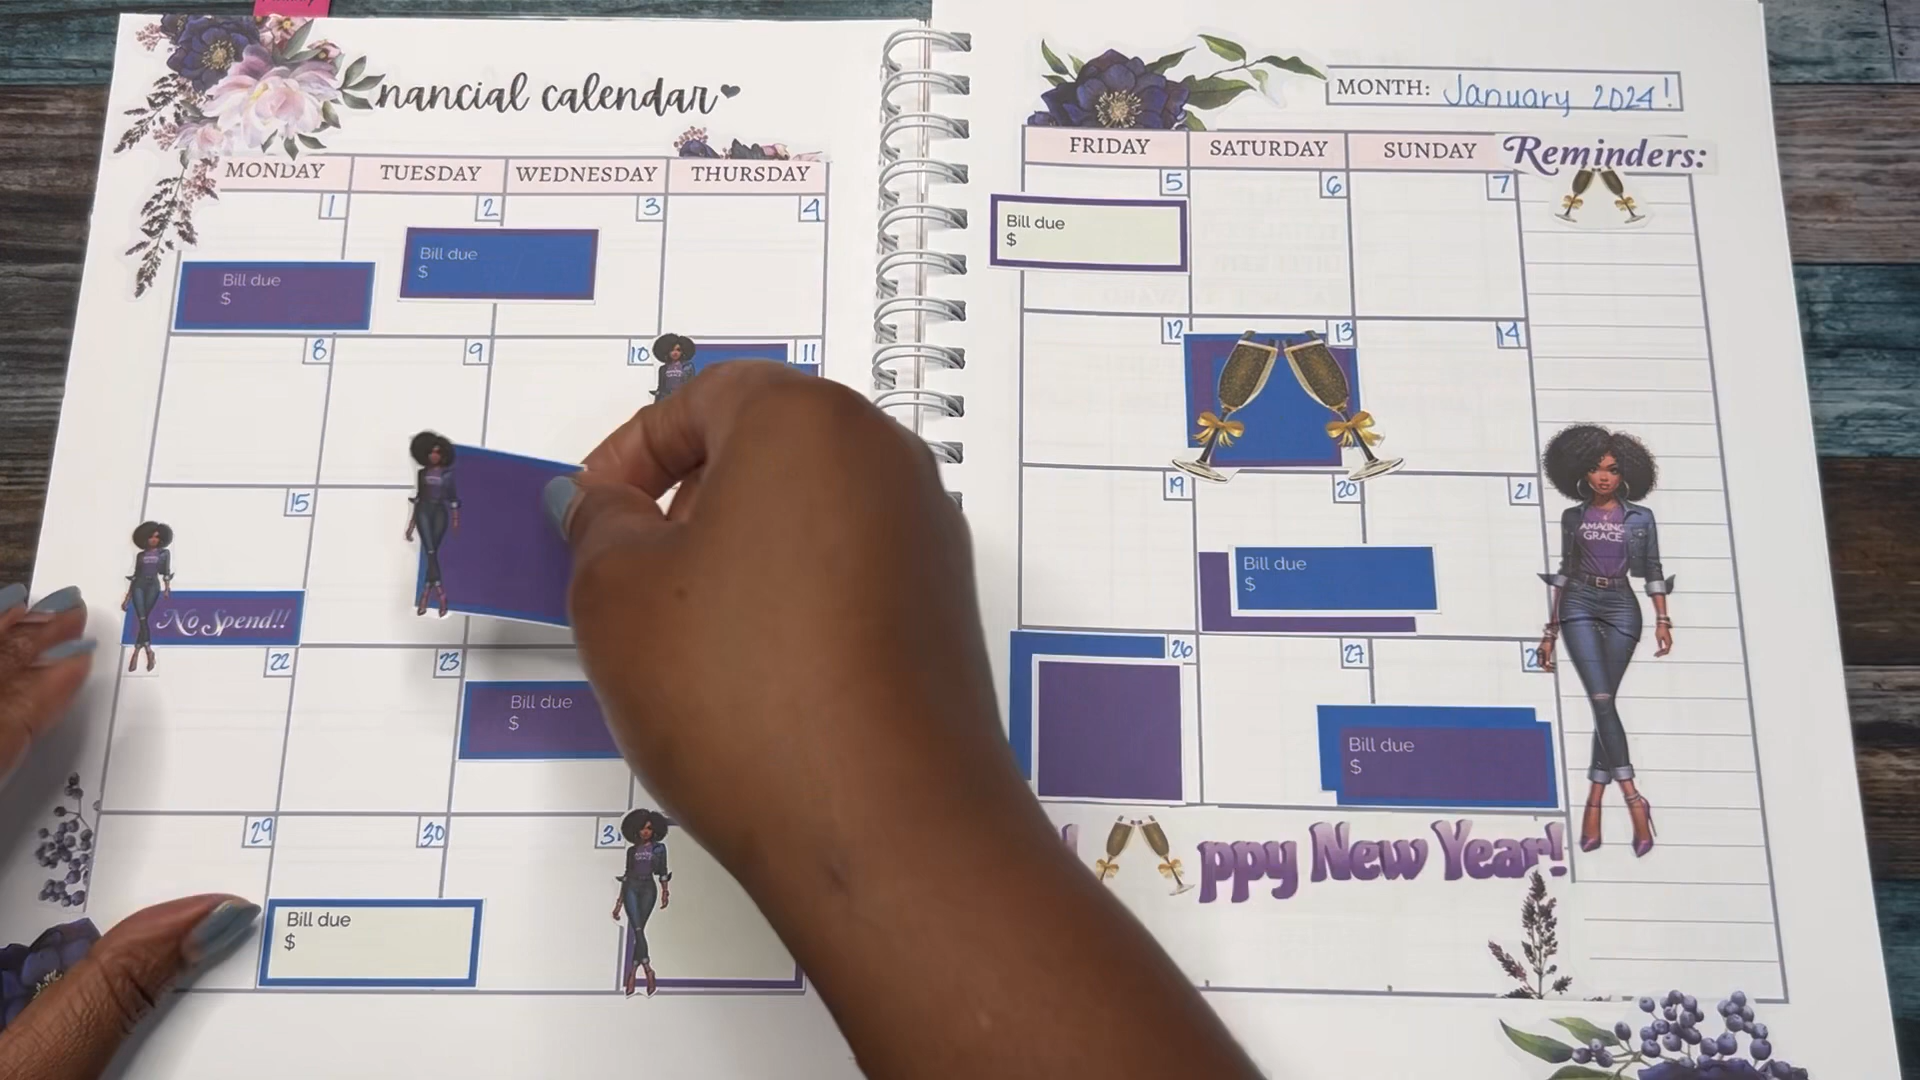 nancial calendar
MONTH: January 2024!
MONDAY TUESDAY WEDNESDAY THURSDAY
FRIDAY SATURDAY SUNDAY Reminders:
1 2 3 4
5 6 7
Bill due
$
Bill due
$
Bill due
$
8 9 10 11
12 13 14
15
19 20 21
AMAZING
GRACE
No Spend!!
Bill due
$
22 23
26 27
Bill due
$
Bill due
$
29 30 31
ppy New Year!
Bill due
$